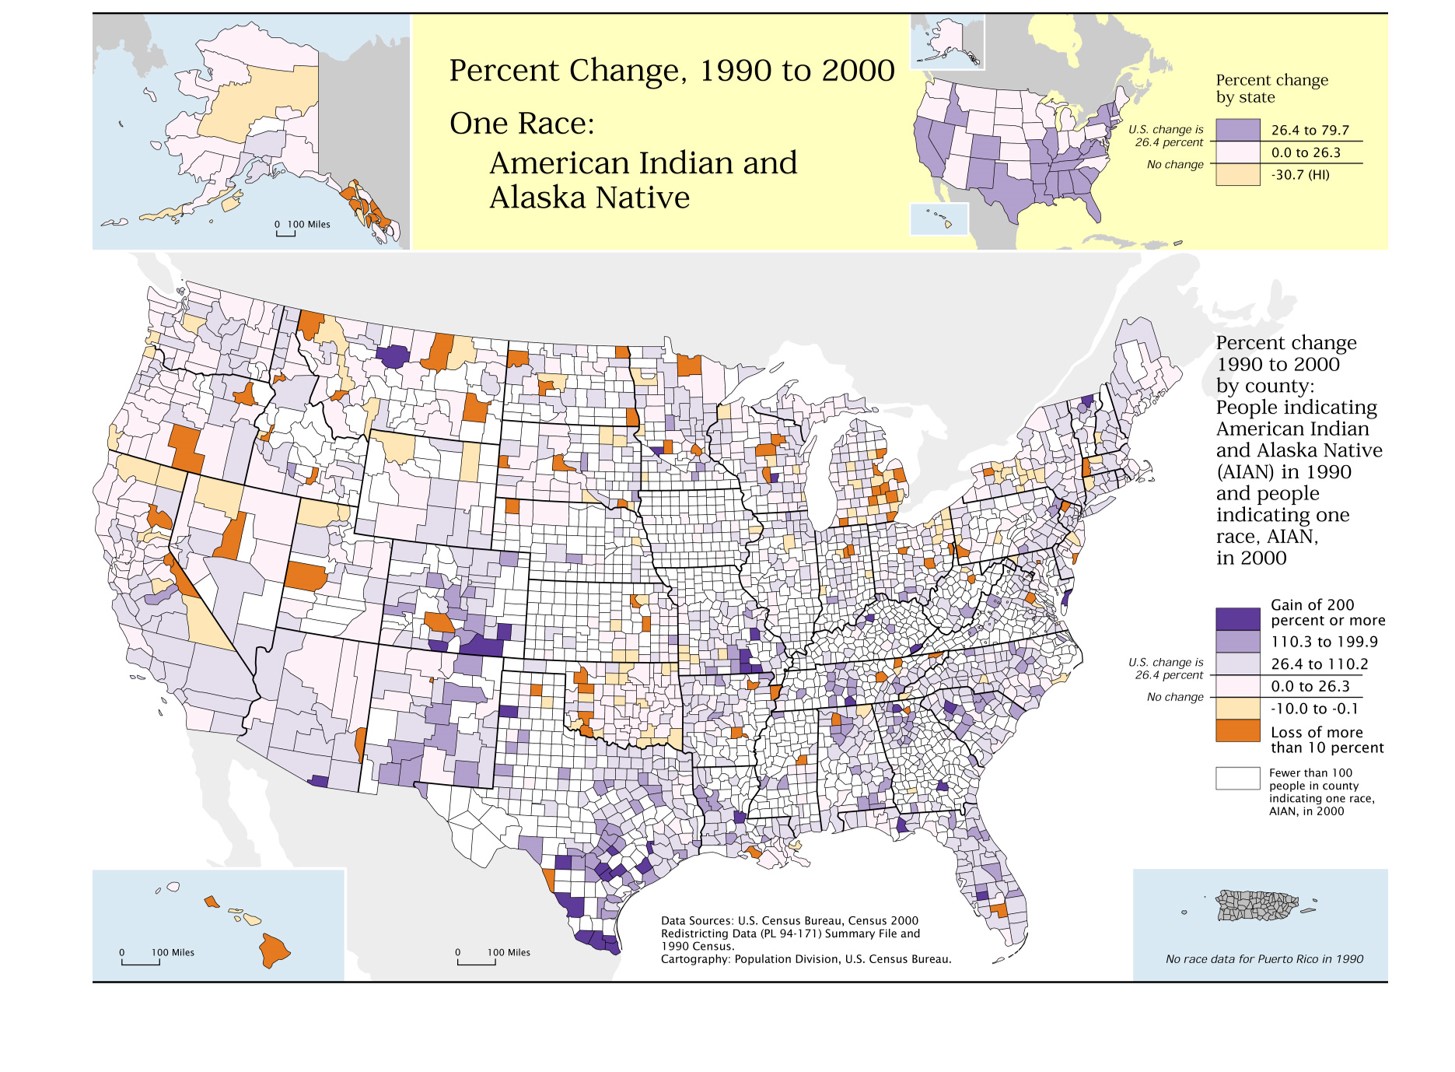 Percent Change, 1990 to 2000
One Race:
American Indian and
Alaska Native
0 100 Miles
Percent change
by state
U.S. change is
26.4 percent
No change
26.4 to 79.7
0.0 to 26.3
-30.7 (HI)
Percent change
1990 to 2000
by county:
People indicating
American Indian
and Alaska Native
(AIAN) in 1990
and people
indicating one
race, AIAN,
in 2000
Gain of 200
percent or more
110.3 to 199.9
26.4 to 110.2
U.S. change is
26.4 percent
0.0 to 26.3
No change
-10.0 to -0.1
Loss of more
than 10 percent
Fewer than 100
people in county
indicating one race,
AIAN, in 2000
0 100 Miles
0 100 Miles
Data Sources: U.S. Census Bureau, Census 2000
Redistricting Data (PL 94-171) Summary File and
1990 Census.
Cartography: Population Division, U.S. Census Bureau.
No race data for Puerto Rico in 1990